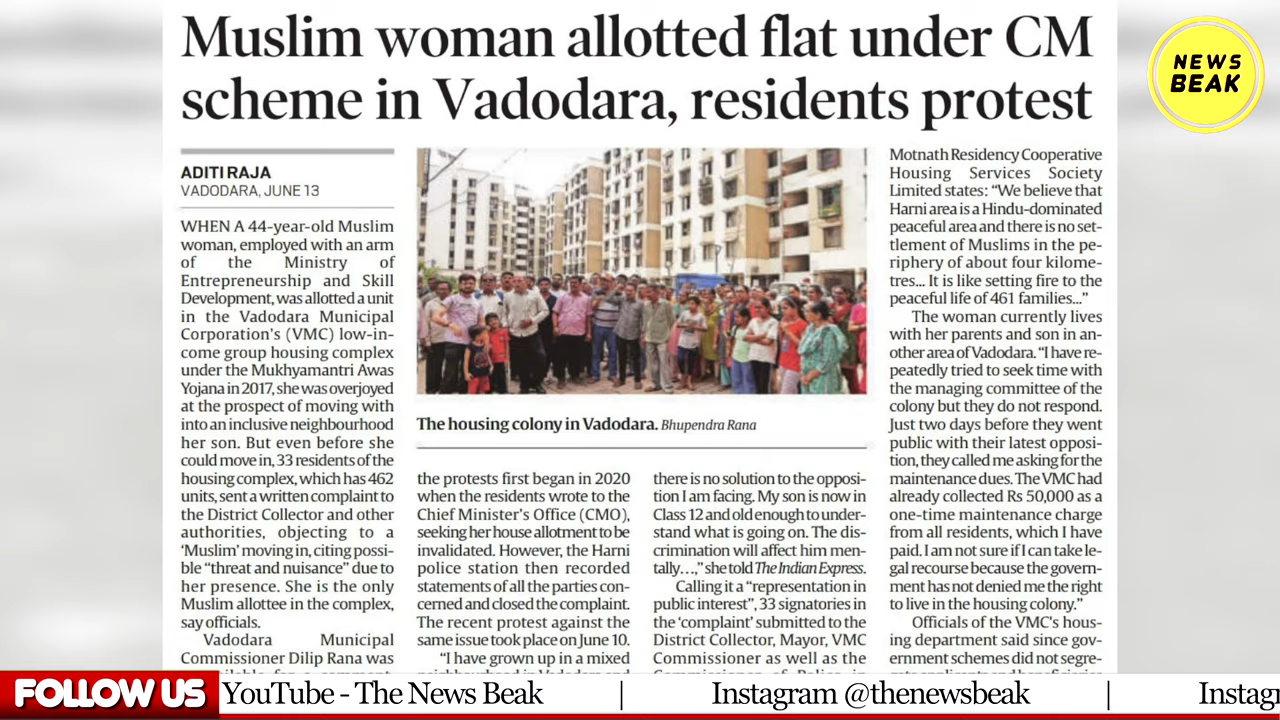 Muslim woman allotted flat under CM
scheme in Vadodara, residents protest
NEWS
BEAK
ADITI RAJA
VADODARA, JUNE 13
WHEN A 44-year-old Muslim
woman, employed with an arm
of the Ministry of
Entrepreneurship and Skill
Development, was allotted a unit
in the Vadodara Municipal
Corporation's (VMC) low-in-
come group housing complex
under the Mukhyamantri Awas
Yojana in 2017, she was overjoyed
at the prospect of moving with
into an inclusive neighbourhood
her son. But even before she
could move in, 33 residents of the
housing complex, which has 462
units, sent a written complaint to
the District Collector and other
authorities, objecting to a
'Muslim' moving in, citing possi-
ble "threat and nuisance" due to
her presence. She is the only
Muslim allottee in the complex,
say officials.
Vadodara Municipal
Commissioner Dilip Rana was
The housing colony in Vadodara. Bhupendra Rana
the protests first began in 2020
when the residents wrote to the
Chief Minister's Office (CMO),
seeking her house allotment to be
invalidated. However, the Harni
police station then recorded
statements of all the parties con-
cerned and closed the complaint.
The recent protest against the
same issue took place on June 10.
"I have grown up in a mixed
there is no solution to the opposi-
tion I am facing. My son is now in
Class 12 and old enough to under-
stand what is going on. The dis-
crimination will affect him men-
tally...," she told The Indian Express.
Calling it a "representation in
public interest", 33 signatories in
the 'complaint' submitted to the
District Collector, Mayor, VMC
Commissioner as well as the
Motnath Residency Cooperative
Housing Services Society
Limited states: "We believe that
Harni area is a Hindu-dominated
peaceful area and there is no set-
tlement of Muslims in the pe-
riphery of about four kilome-
tres... It is like setting fire to the
peaceful life of 461 families..."
The woman currently lives
with her parents and son in an-
other area of Vadodara. "I have re-
peatedly tried to seek time with
the managing committee of the
colony but they do not respond.
Just two days before they went
public with their latest opposi-
tion, they called me asking for the
maintenance dues. The VMC had
already collected Rs 50,000 as a
one-time maintenance charge
from all residents, which I have
paid. I am not sure if I can take le-
gal recourse because the govern-
ment has not denied me the right
to live in the housing colony."
Officials of the VMC's hous-
ing department said since gov-
ernment schemes did not segre-
FOLLOW US YouTube - The News Beak | Instagram @thenewsbeak | Instag